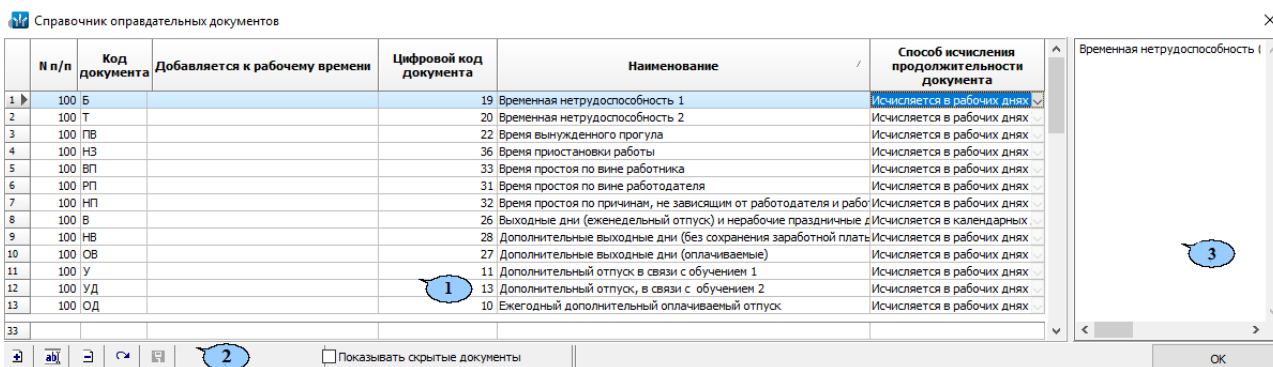 Справочник оправдательных документов
N п/п Код документа Добавляется к рабочему времени Цифровой код документа Наименование Способ исчисления продолжительности документа
Временная нетрудоспособность (
1 100 Б 19 Временная нетрудоспособность 1 Исчисляется в рабочих днях
2 100 Т 20 Временная нетрудоспособность 2 Исчисляется в рабочих днях
3 100 ПВ 22 Время вынужденного прогула Исчисляется в рабочих днях
4 100 НЗ 36 Время приостановки работы Исчисляется в рабочих днях
5 100 ВП 33 Время простоя по вине работника Исчисляется в рабочих днях
6 100 РП 31 Время простоя по вине работодателя Исчисляется в рабочих днях
7 100 НП 32 Время простоя по причинам, не зависящим от работодателя и рабо Исчисляется в рабочих днях
8 100 В 26 Выходные дни (еженедельный отпуск) и нерабочие праздничные д Исчисляется в календарных
9 100 НВ 28 Дополнительные выходные дни (без сохранения заработной плать Исчисляется в рабочих днях
10 100 ОВ 27 Дополнительные выходные дни (оплачиваемые) Исчисляется в рабочих днях
11 100 У 11 Дополнительный отпуск в связи с обучением 1 Исчисляется в рабочих днях
12 100 УД 13 Дополнительный отпуск, в связи с обучением 2 Исчисляется в рабочих днях
13 100 ОД 10 Ежегодный дополнительный оплачиваемый отпуск Исчисляется в рабочих днях
1
3
33
2 Показывать скрытые документы OK